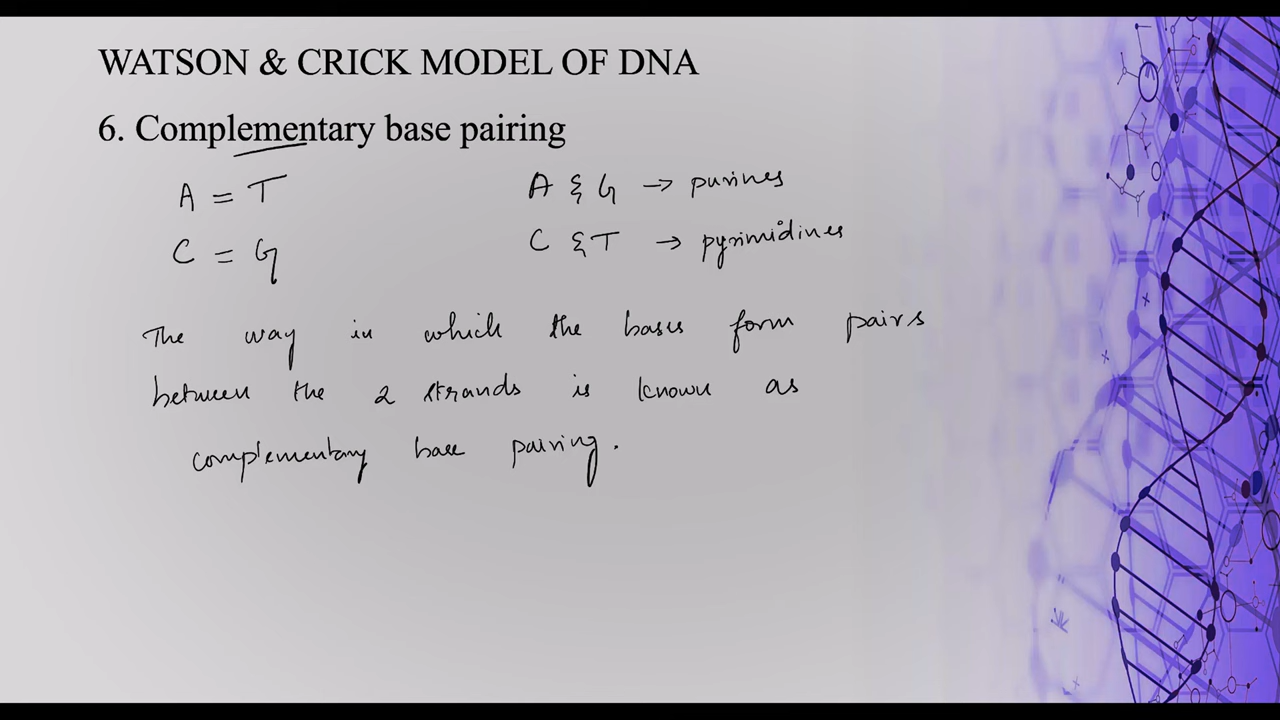 WATSON & CRICK MODEL OF DNA
6. Complementary base pairing
A = T
A & G → purines
C = G
C & T → pyrimidines
The way in which the bases form pairs
between the 2 strands is known as
complementary base pairing.